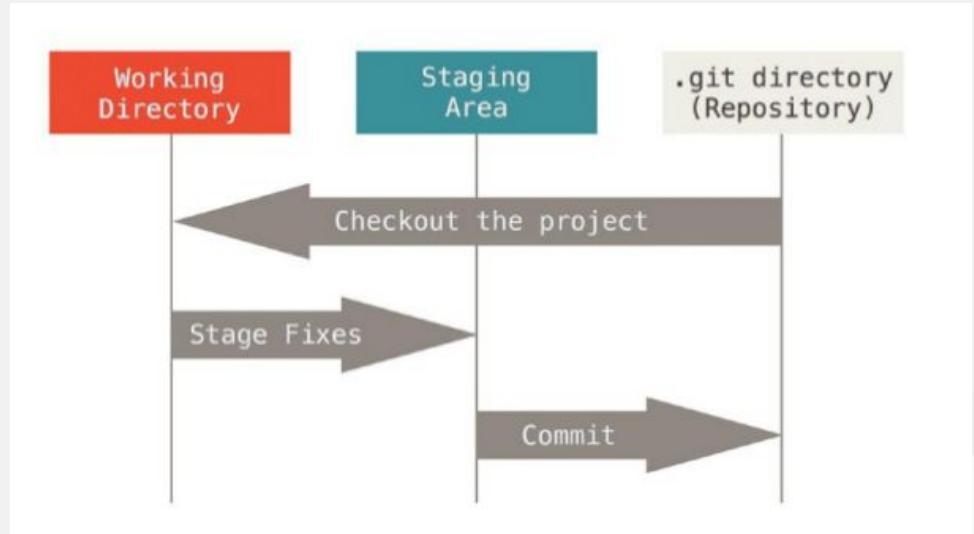 Working
Directory
Staging
Area
.git directory
(Repository)
Checkout the project
Stage Fixes
Commit